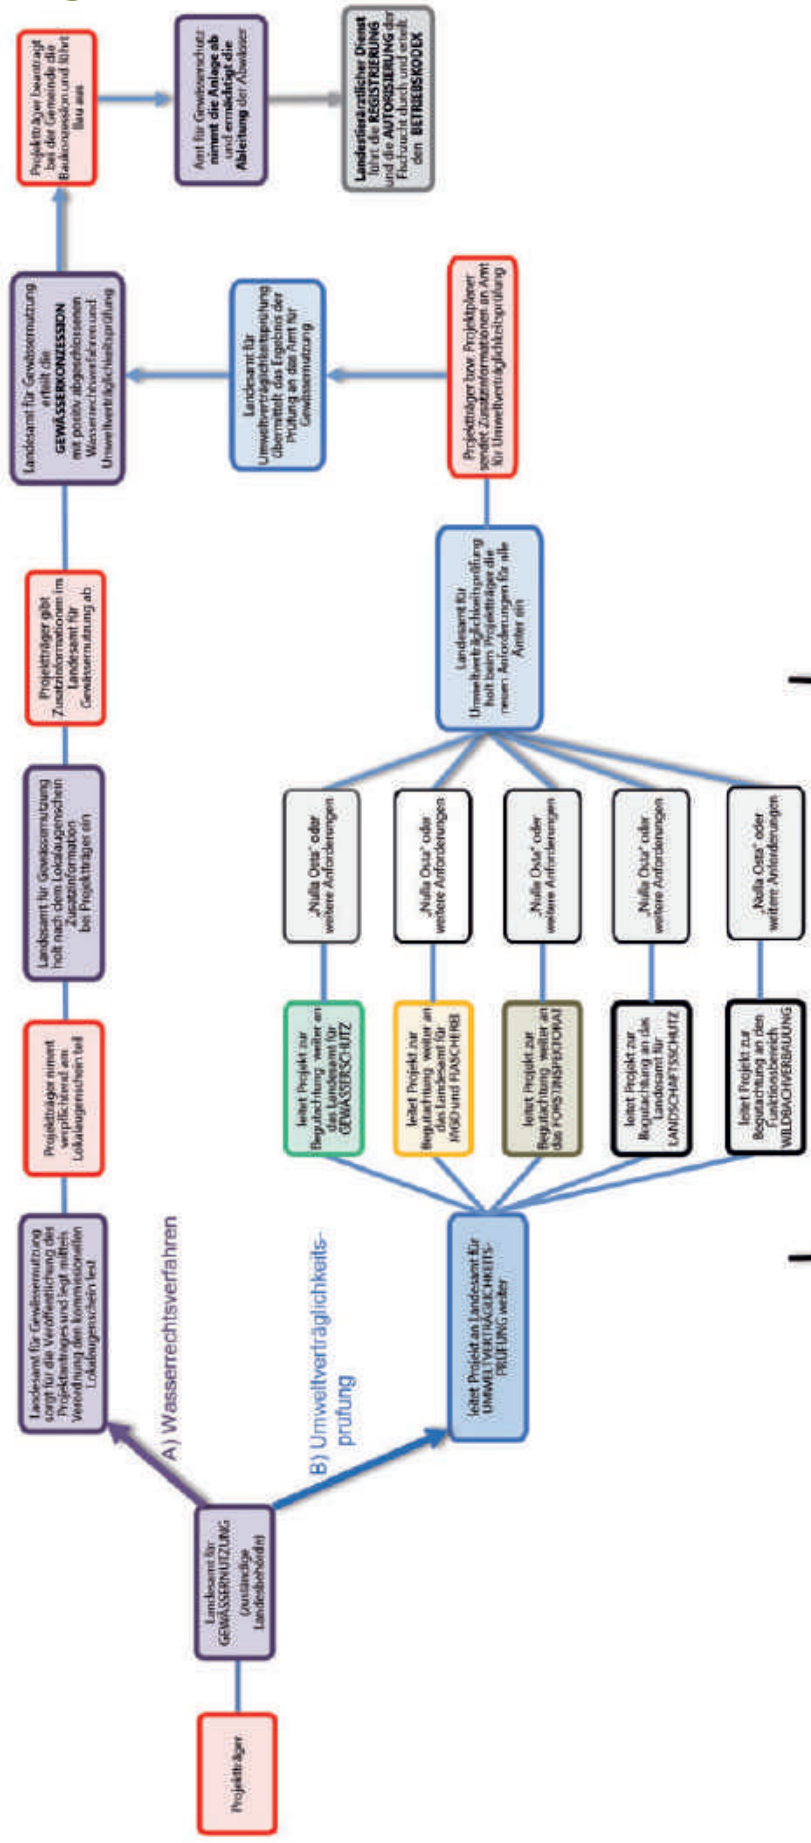 Projektträger
Landesamt für
GEWÄSSERNUTZUNG
(zuständige
Landesbehörde)
A) Wasserrechtsverfahren
Landesamt für Gewässernutzung
sorgt für die Veröffentlichung des
Projektantrages und legt mittels
Verordnung den kommissionellen
Lokalaugenschein fest
Projektträger nimmt
verpflichtend am
Lokalaugenschein teil
Landesamt für Gewässernutzung
holt nach dem Lokalaugenschein
Zusatzinformation
bei Projektträger ein
Projektträger gibt
Zusatzinformationen im
Landesamt für
Gewässernutzung ab
Landesamt für Gewässernutzung
erteilt die
GEWÄSSERKONZESSION
mit positiv abgeschlossenen
Wasserrechtsverfahren und
Umweltverträglichkeitsprüfung
Projektträger beantragt
bei der Gemeinde die
Baukonzession und führt
Bau aus
Amt für Gewässerschutz
nimmt die Anlage ab
und ermächtigt die
Ableitung der Abwässer
Landestierärztlicher Dienst
führt die REGISTRIERUNG
und die AUTORISIERUNG der
Fischzucht durch und erteilt
den BETRIEBSKODEX
B) Umweltverträglichkeits-
prüfung
leitet Projekt an Landesamt für
UMWELTVERTRÄGLICHKEITS-
PRÜFUNG weiter
leitet Projekt zur
Begutachtung weiter an
das Landesamt für
GEWÄSSERSCHUTZ
„Nulla Osta" oder
weitere Anforderungen
leitet Projekt zur
Begutachtung weiter an
das Landesamt für
JAGD und FIASCHEREI
„Nulla Osta" oder
weitere Anforderungen
leitet Projekt zur
Begutachtung weiter an
das FORSTINSPEKTORAT
„Nulla Osta" oder
weitere Anforderungen
leitet Projekt zur
Begutachtung an das
Landesamt für
LANDSCHAFTSSCHUTZ
„Nulla Osta" oder
weitere Anforderungen
leitet Projekt zur
Begutachtung an den
Funktionsbereich
WILDBACHVERBAUUNG
„Nulla Osta" oder
weitere Anforderungen
Landesamt für
Umweltverträglichkeitsprüfung
holt beim Projektträger die
neuen Anforderungen für alle
Ämter ein
Projektträger bzw. Projektplaner
sendet Zusatzinformationen an Amt
für Umweltverträglichkeitsprüfung
Landesamt für
Umweltverträglichkeitsprüfung
übermittelt das Ergebnis der
Prüfung an das Amt für
Gewässernutzung